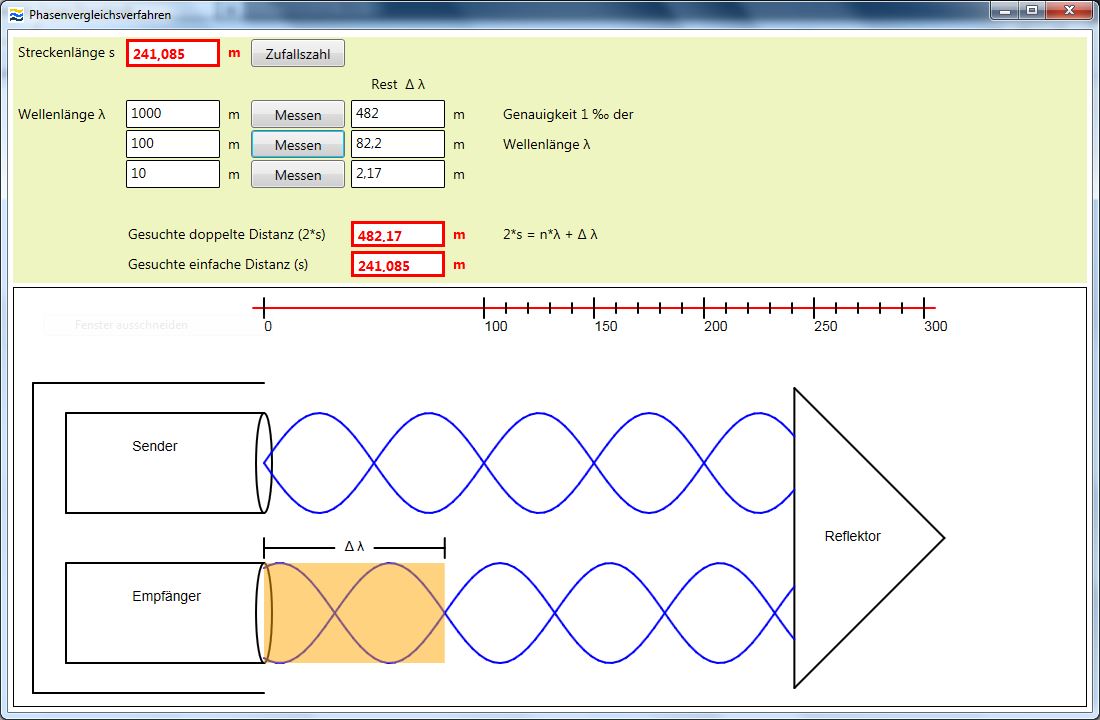 Phasenvergleichsverfahren
Streckenlänge s 241,085 m Zufallszahl
Rest Δ λ
Wellenlänge λ 1000 m Messen 482 m Genauigkeit 1 ‰ der
100 m Messen 82,2 m Wellenlänge λ
10 m Messen 2,17 m
Gesuchte doppelte Distanz (2*s) 482,17 m 2*s = n*λ + Δ λ
Gesuchte einfache Distanz (s) 241,085 m
Fenster ausschneiden
0 100 150 200 250 300
Sender
Reflektor
Δ λ
Empfänger